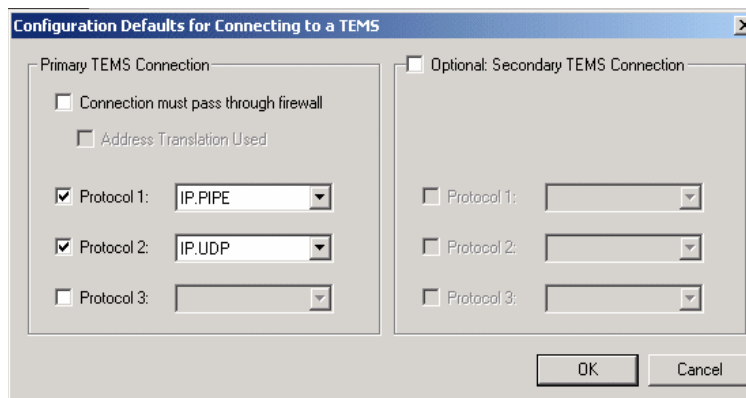 Configuration Defaults for Connecting to a TEMS
Primary TEMS Connection
Connection must pass through firewall
Address Translation Used
Protocol 1: IP.PIPE
Protocol 2: IP.UDP
Protocol 3:
Optional: Secondary TEMS Connection
Protocol 1:
Protocol 2:
Protocol 3:
OK Cancel